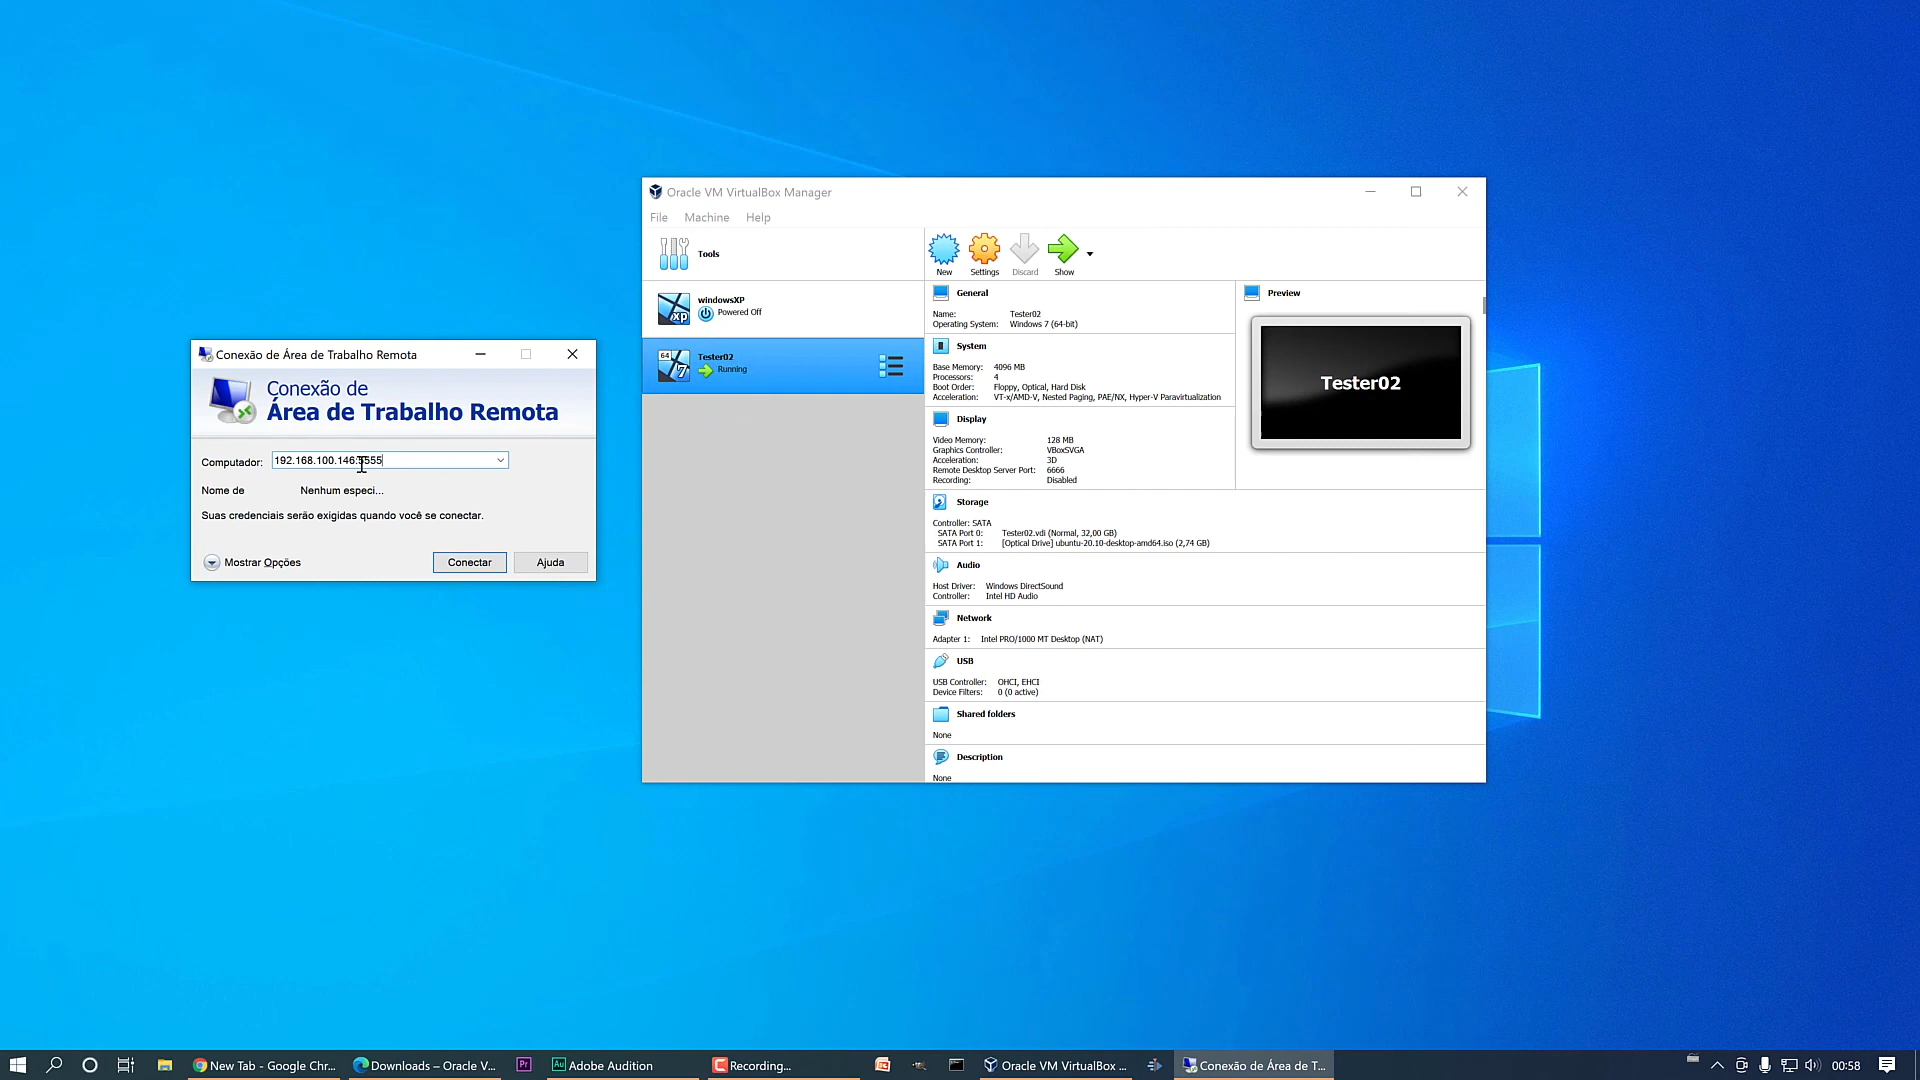 Oracle VM VirtualBox Manager
File Machine Help
Tools
New Settings Discard Show
windowsXP
Powered Off
XP
64
7
Tester02
Running
General
Name: Tester02
Operating System: Windows 7 (64-bit)
System
Base Memory: 4096 MB
Processors: 4
Boot Order: Floppy, Optical, Hard Disk
Acceleration: VT-x/AMD-V, Nested Paging, PAE/NX, Hyper-V Paravirtualization
Display
Video Memory: 128 MB
Graphics Controller: VBoxSVGA
Acceleration: 3D
Remote Desktop Server Port: 6666
Recording: Disabled
Preview
Tester02
Storage
Controller: SATA
SATA Port 0: Tester02.vdi (Normal, 32,00 GB)
SATA Port 1: [Optical Drive] ubuntu-20.10-desktop-amd64.iso (2,74 GB)
Audio
Host Driver: Windows DirectSound
Controller: Intel HD Audio
Network
Adapter 1: Intel PRO/1000 MT Desktop (NAT)
USB
USB Controller: OHCI, EHCI
Device Filters: 0 (0 active)
Shared folders
None
Description
None
Conexão de Área de Trabalho Remota
Conexão de
Área de Trabalho Remota
Computador: 192.168.100.146:5555
Nome de Nenhum especi...
Suas credenciais serão exigidas quando você se conectar.
Mostrar Opções Conectar Ajuda
New Tab - Google Chr... Downloads – Oracle V... Pr Au Adobe Audition Recording... Oracle VM VirtualBox ... Conexão de Área de T... 00:58